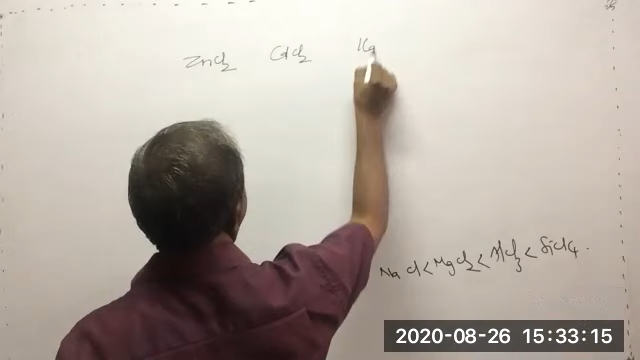 ZnCl2 CdCl2 Hg
NaCl < MgCl2 < AlCl3 < SiCl4.
2020-08-26 15:33:15